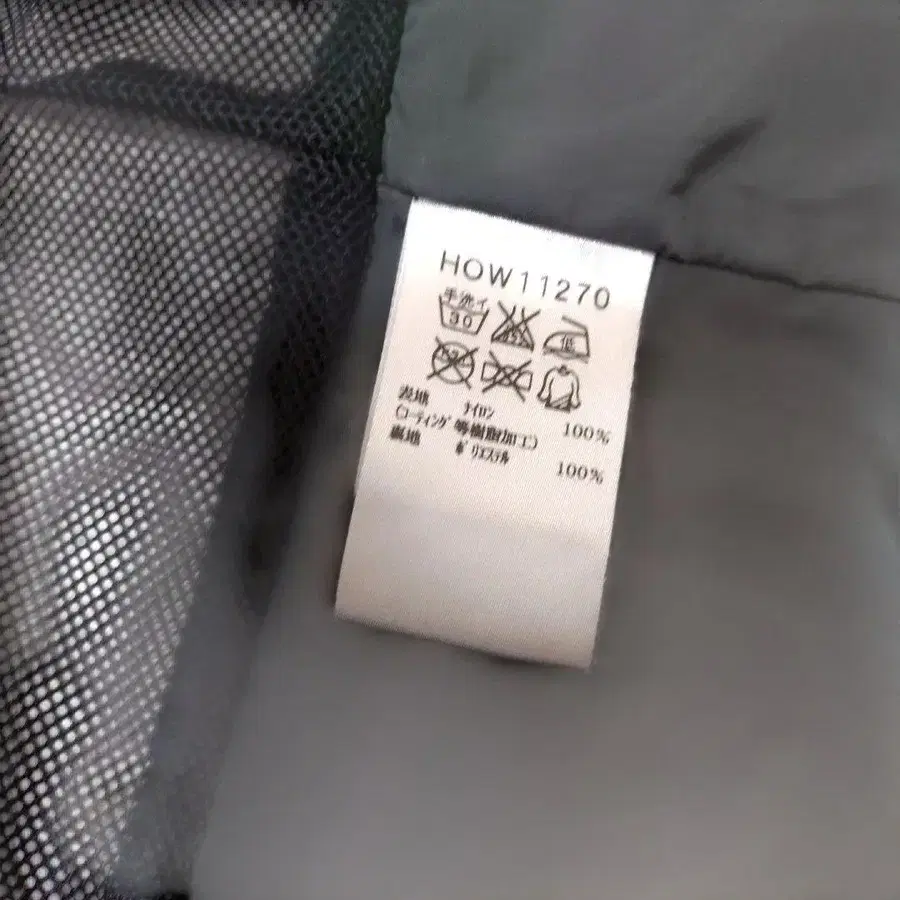 HOW11270
手洗イ
30
低
表地 ナイロン 100%
(コーティング等樹脂加工)
裏地 ポリエステル 100%